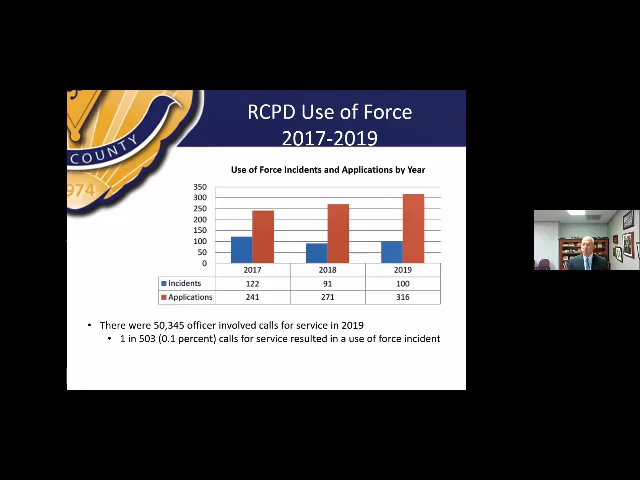 COUNTY
1974
RCPD Use of Force
2017-2019
Use of Force Incidents and Applications by Year
350
300
250
200
150
100
50
0
2017 2018 2019
Incidents 122 91 100
Applications 241 271 316
• There were 50,345 officer involved calls for service in 2019
• 1 in 503 (0.1 percent) calls for service resulted in a use of force incident